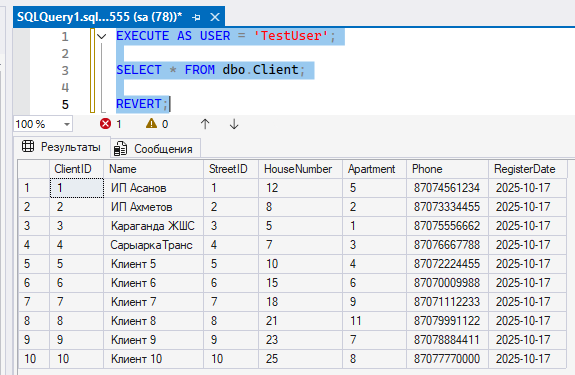 SQLQuery1.sql...555 (sa (78))*
1 EXECUTE AS USER = 'TestUser';
2
3 SELECT * FROM dbo.Client;
4
5 REVERT;
100 % 1 0
Результаты Сообщения
ClientID Name StreetID HouseNumber Apartment Phone RegisterDate
1 1 ИП Асанов 1 12 5 87074561234 2025-10-17
2 2 ИП Ахметов 2 8 2 87073334455 2025-10-17
3 3 Караганда ЖШС 3 5 1 87075556662 2025-10-17
4 4 СарыаркаТранс 4 7 3 87076667788 2025-10-17
5 5 Клиент 5 5 10 4 87072224455 2025-10-17
6 6 Клиент 6 6 15 6 87070009988 2025-10-17
7 7 Клиент 7 7 18 9 87071112233 2025-10-17
8 8 Клиент 8 8 21 11 87079991122 2025-10-17
9 9 Клиент 9 9 23 7 87078884411 2025-10-17
10 10 Клиент 10 10 25 8 87077770000 2025-10-17